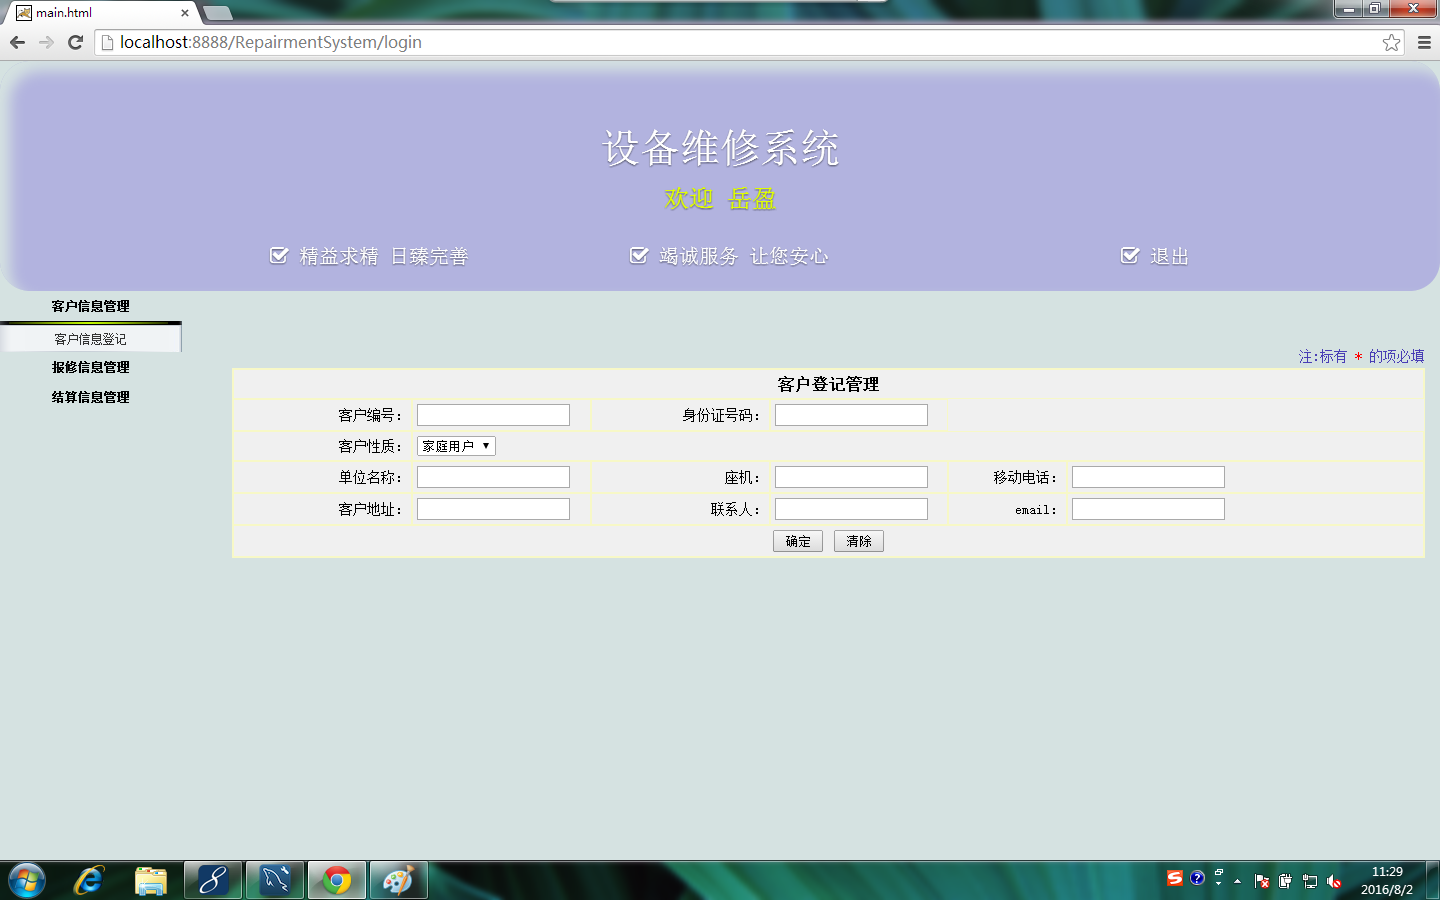 main.html
localhost:8888/RepairmentSystem/login
设备维修系统
欢迎 岳盈
精益求精 日臻完善 竭诚服务 让您安心 退出
客户信息管理
客户信息登记
报修信息管理
结算信息管理
注:标有 * 的项必填
客户登记管理
客户编号: 身份证号码:
客户性质: 家庭用户
单位名称: 座机: 移动电话:
客户地址: 联系人: email:
确定 清除
11:29
2016/8/2